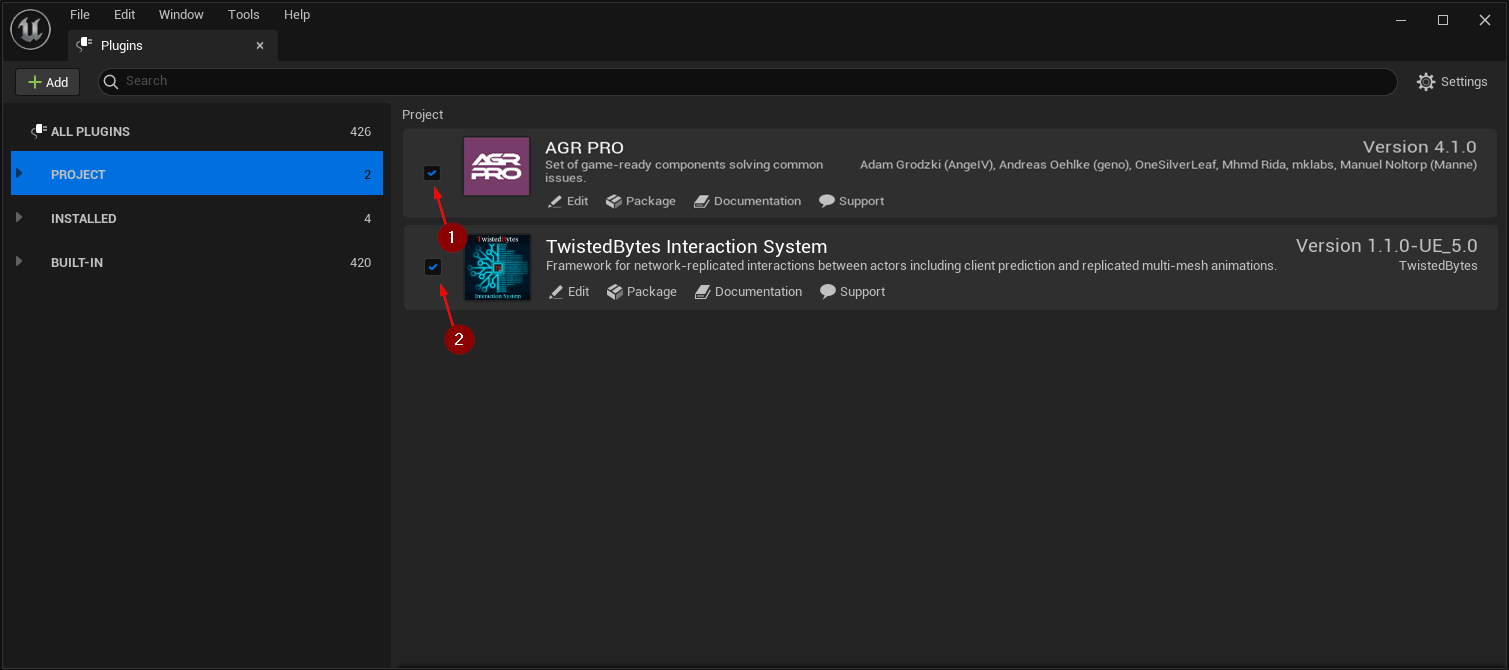 File Edit Window Tools Help
Plugins
Add
Search
Settings
ALL PLUGINS 426
PROJECT 2
INSTALLED 4
BUILT-IN 420
Project
AGR PRO
AGR PRO Version 4.1.0
Set of game-ready components solving common Adam Grodzki (AngeIV), Andreas Oehlke (geno), OneSilverLeaf, Mhmd Rida, mklabs, Manuel Noltorp (Manne)
issues.
Edit Package Documentation Support
1
TwistedBytes
Interaction System
TwistedBytes Interaction System Version 1.1.0-UE_5.0
Framework for network-replicated interactions between actors including client prediction and replicated multi-mesh animations. TwistedBytes
Edit Package Documentation Support
2